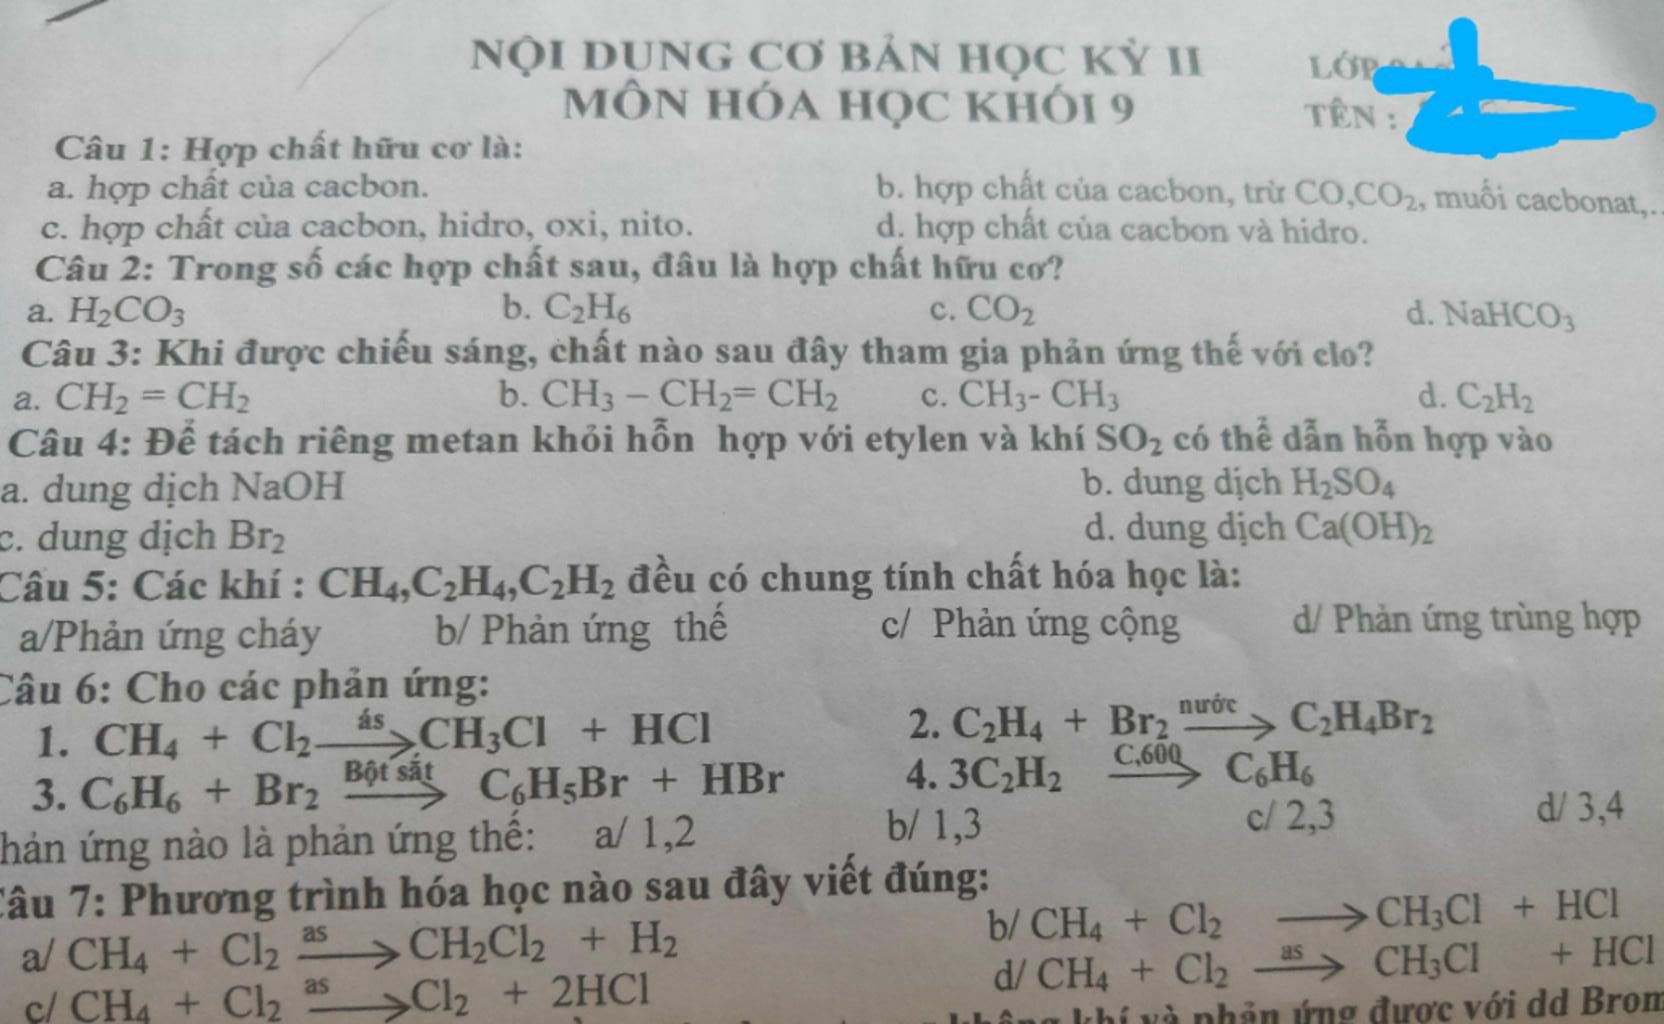 NỘI DUNG CƠ BẢN HỌC KỲ II
LỚP
MÔN HÓA HỌC KHỐI 9
TÊN :
Câu 1: Hợp chất hữu cơ là:
a. hợp chất của cacbon. b. hợp chất của cacbon, trừ CO,CO₂, muối cacbonat,..
c. hợp chất của cacbon, hidro, oxi, nito. d. hợp chất của cacbon và hidro.
Câu 2: Trong số các hợp chất sau, đâu là hợp chất hữu cơ?
a. H₂CO₃ b. C₂H₆ c. CO₂ d. NaHCO₃
Câu 3: Khi được chiếu sáng, chất nào sau đây tham gia phản ứng thế với clo?
a. CH₂ = CH₂ b. CH₃ – CH₂= CH₂ c. CH₃- CH₃ d. C₂H₂
Câu 4: Để tách riêng metan khỏi hỗn hợp với etylen và khí SO₂ có thể dẫn hỗn hợp vào
a. dung dịch NaOH b. dung dịch H₂SO₄
c. dung dịch Br₂ d. dung dịch Ca(OH)₂
Câu 5: Các khí : CH₄,C₂H₄,C₂H₂ đều có chung tính chất hóa học là:
a/Phản ứng cháy b/ Phản ứng thế c/ Phản ứng cộng d/ Phản ứng trùng hợp
Câu 6: Cho các phản ứng:
1. CH₄ + Cl₂ ás→ CH₃Cl + HCl 2. C₂H₄ + Br₂ nước→ C₂H₄Br₂
3. C₆H₆ + Br₂ Bột sắt→ C₆H₅Br + HBr 4. 3C₂H₂ C,600→ C₆H₆
hản ứng nào là phản ứng thế: a/ 1,2 b/ 1,3 c/ 2,3 d/ 3,4
Câu 7: Phương trình hóa học nào sau đây viết đúng:
a/ CH₄ + Cl₂ as→ CH₂Cl₂ + H₂ b/ CH₄ + Cl₂ → CH₃Cl + HCl
c/ CH₄ + Cl₂ as→ Cl₂ + 2HCl d/ CH₄ + Cl₂ as→ CH₃Cl + HCl
không khí và phản ứng được với dd Brom